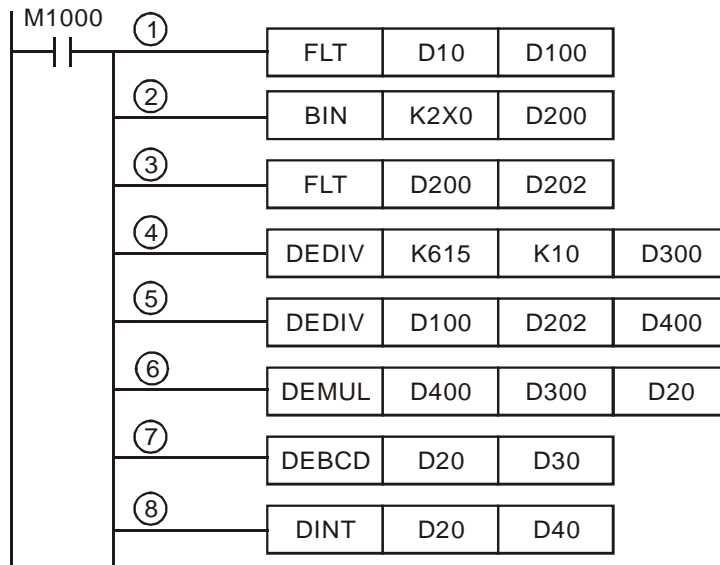 M1000
1 FLT D10 D100
2 BIN K2X0 D200
3 FLT D200 D202
4 DEDIV K615 K10 D300
5 DEDIV D100 D202 D400
6 DEMUL D400 D300 D20
7 DEBCD D20 D30
8 DINT D20 D40